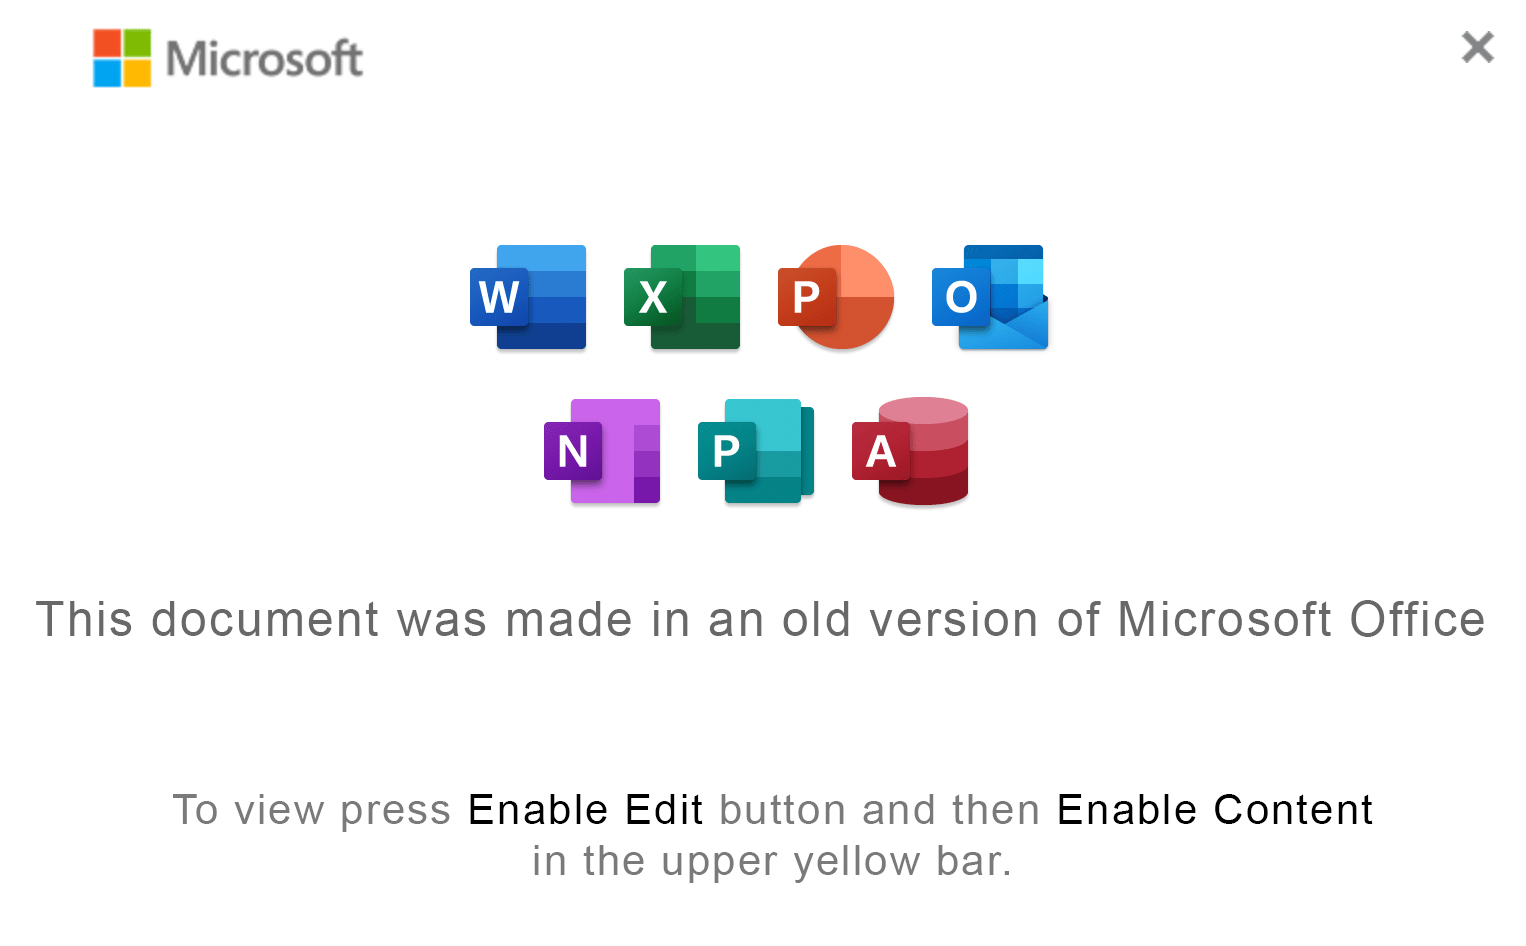 Microsoft
W X P O
N P A
This document was made in an old version of Microsoft Office
To view press Enable Edit button and then Enable Content
in the upper yellow bar.